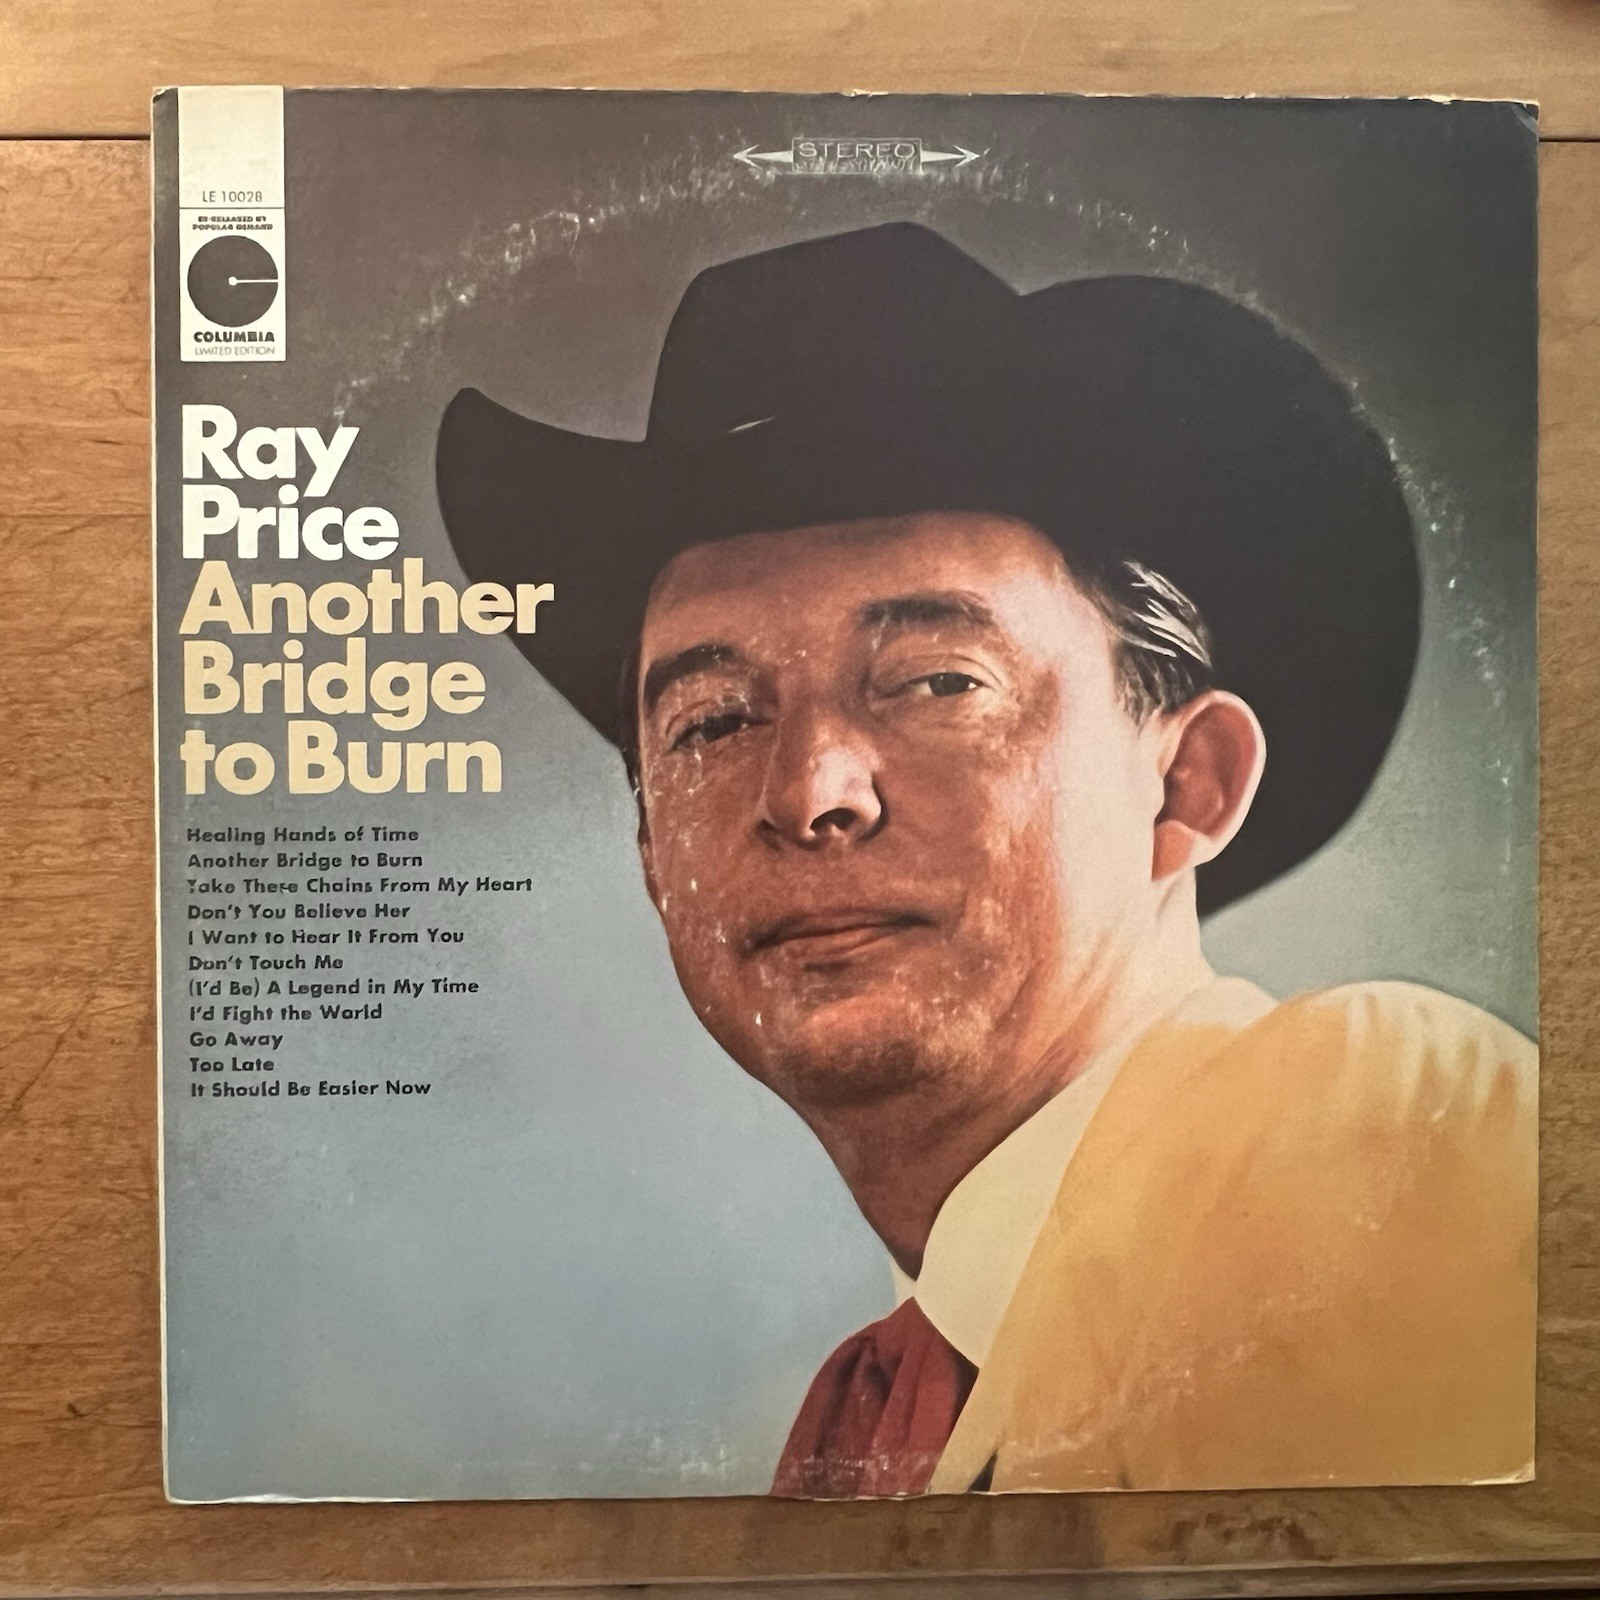 STEREO
LE 10028
RE-RELEASED BY
POPULAR DEMAND
COLUMBIA
LIMITED EDITION
Ray
Price
Another
Bridge
to Burn
Healing Hands of Time
Another Bridge to Burn
Take These Chains From My Heart
Don't You Believe Her
I Want to Hear It From You
Don't Touch Me
(I'd Be) A Legend in My Time
I'd Fight the World
Go Away
Too Late
It Should Be Easier Now